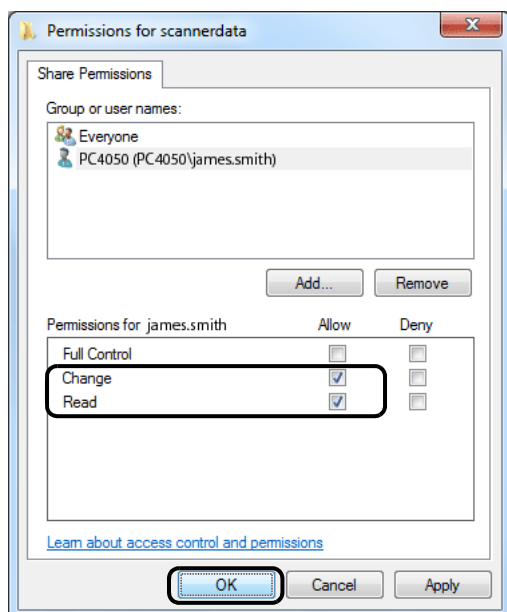 Permissions for scannerdata
Share Permissions
Group or user names:
Everyone
PC4050 (PC4050\james.smith)
Add... Remove
Permissions for james.smith Allow Deny
Full Control
Change
Read
Learn about access control and permissions
OK Cancel Apply